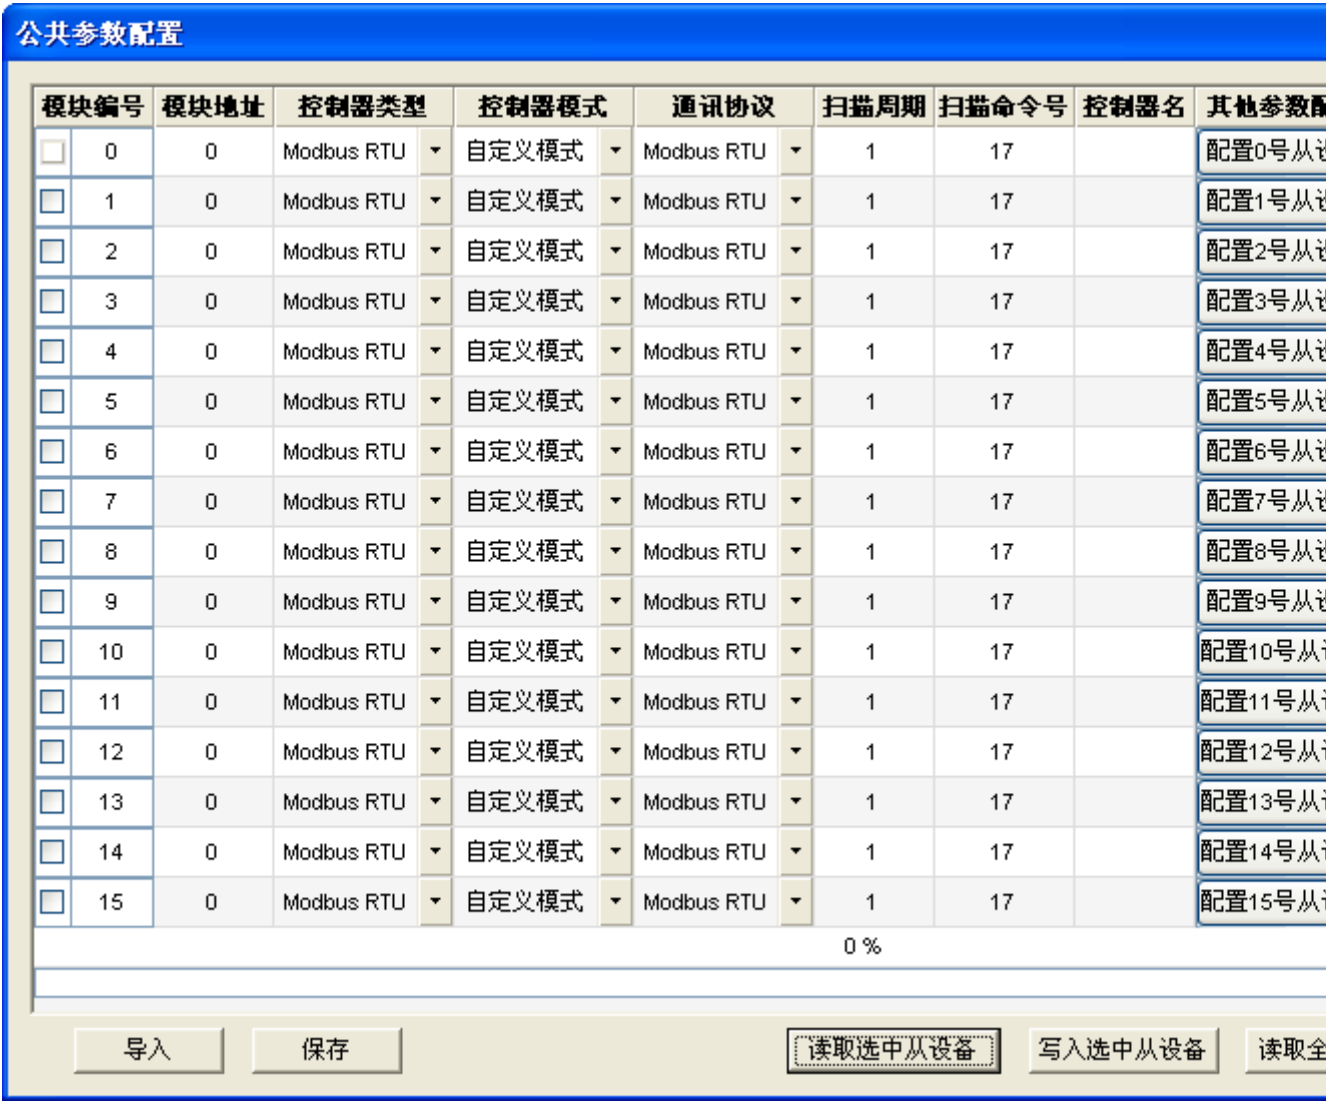 公共参数配置
模块编号 模块地址 控制器类型 控制器模式 通讯协议 扫描周期 扫描命令号 控制器名 其他参数配
0 0 Modbus RTU 自定义模式 Modbus RTU 1 17 配置0号从设
1 0 Modbus RTU 自定义模式 Modbus RTU 1 17 配置1号从设
2 0 Modbus RTU 自定义模式 Modbus RTU 1 17 配置2号从设
3 0 Modbus RTU 自定义模式 Modbus RTU 1 17 配置3号从设
4 0 Modbus RTU 自定义模式 Modbus RTU 1 17 配置4号从设
5 0 Modbus RTU 自定义模式 Modbus RTU 1 17 配置5号从设
6 0 Modbus RTU 自定义模式 Modbus RTU 1 17 配置6号从设
7 0 Modbus RTU 自定义模式 Modbus RTU 1 17 配置7号从设
8 0 Modbus RTU 自定义模式 Modbus RTU 1 17 配置8号从设
9 0 Modbus RTU 自定义模式 Modbus RTU 1 17 配置9号从设
10 0 Modbus RTU 自定义模式 Modbus RTU 1 17 配置10号从
11 0 Modbus RTU 自定义模式 Modbus RTU 1 17 配置11号从
12 0 Modbus RTU 自定义模式 Modbus RTU 1 17 配置12号从
13 0 Modbus RTU 自定义模式 Modbus RTU 1 17 配置13号从
14 0 Modbus RTU 自定义模式 Modbus RTU 1 17 配置14号从
15 0 Modbus RTU 自定义模式 Modbus RTU 1 17 配置15号从
0 %
导入 保存 读取选中从设备 写入选中从设备 读取全